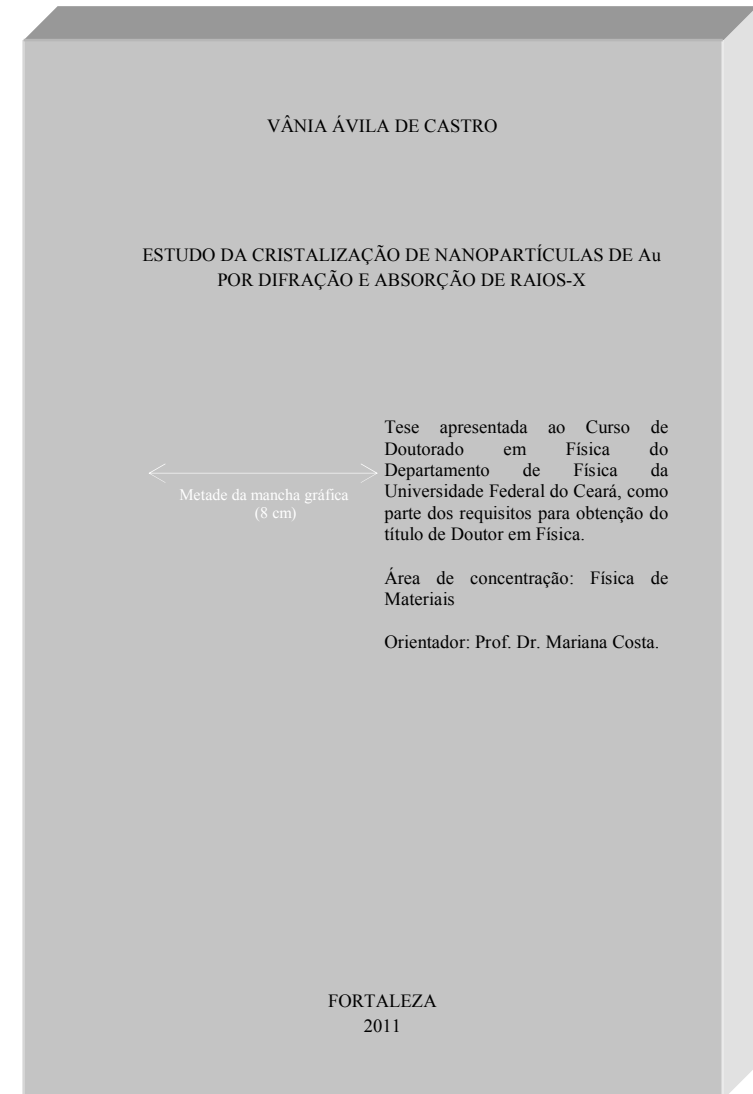 VÂNIA ÁVILA DE CASTRO
ESTUDO DA CRISTALIZAÇÃO DE NANOPARTÍCULAS DE Au
POR DIFRAÇÃO E ABSORÇÃO DE RAIOS-X
Tese apresentada ao Curso de
Doutorado em Física do
Departamento de Física da
Universidade Federal do Ceará, como
parte dos requisitos para obtenção do
título de Doutor em Física.
Metade da mancha gráfica
(8 cm)
Área de concentração: Física de
Materiais
Orientador: Prof. Dr. Mariana Costa.
FORTALEZA
2011